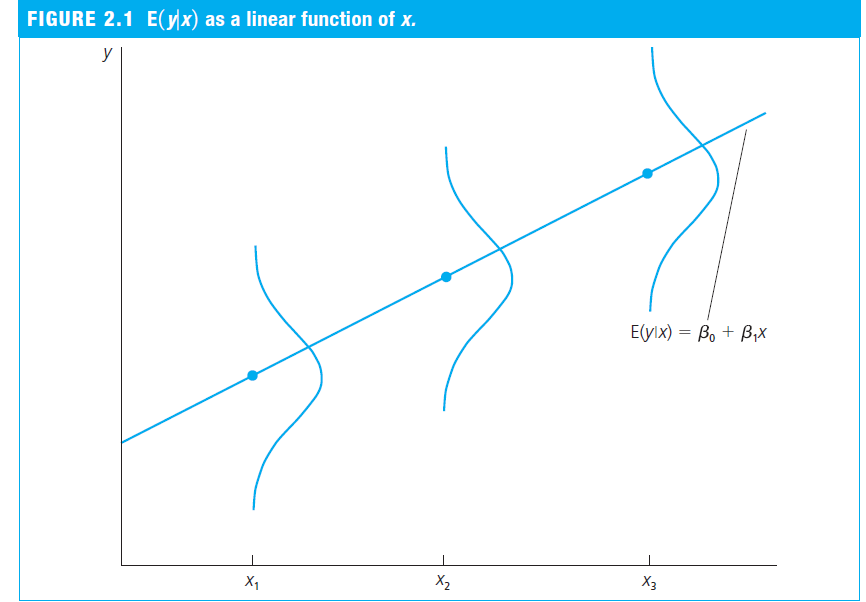 FIGURE 2.1 E(y|x) as a linear function of x.
y
E(y|x) = β₀ + β₁x
x₁ x₂ x₃